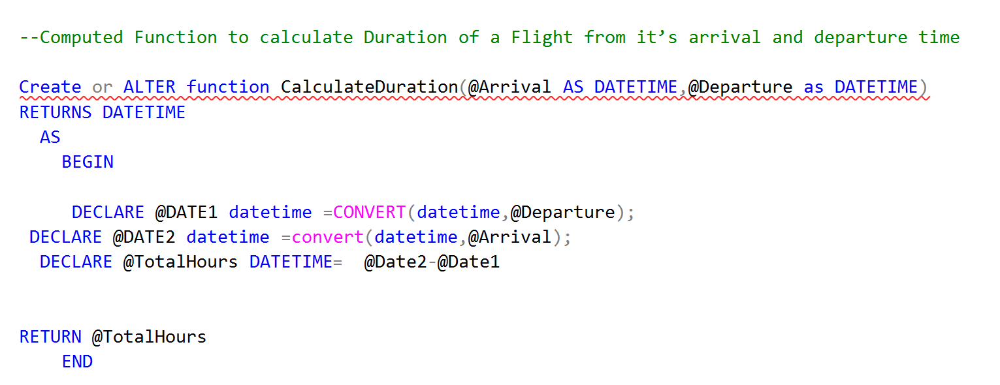 --Computed Function to calculate Duration of a Flight from it’s arrival and departure time
Create or ALTER function CalculateDuration(@Arrival AS DATETIME,@Departure as DATETIME)
RETURNS DATETIME
AS
BEGIN
DECLARE @DATE1 datetime =CONVERT(datetime,@Departure);
DECLARE @DATE2 datetime =convert(datetime,@Arrival);
DECLARE @TotalHours DATETIME=  @Date2-@Date1
RETURN @TotalHours
END